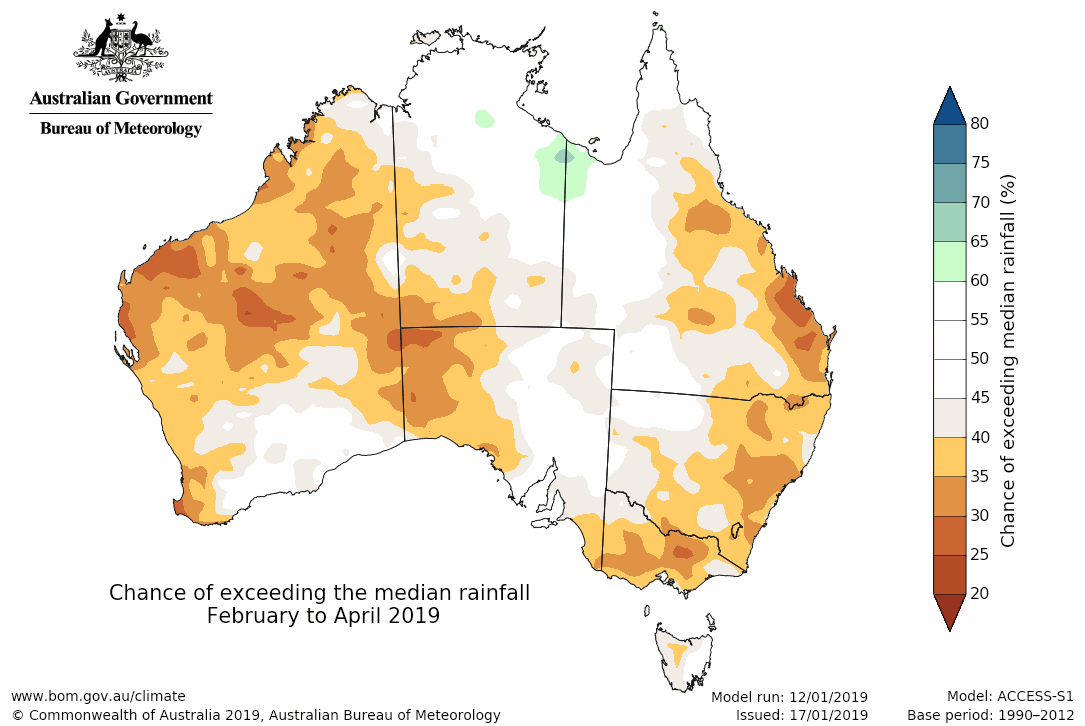 Australian Government
Bureau of Meteorology
80
75
70
65
60
55
50
45
40
35
30
25
20
Chance of exceeding median rainfall (%)
Chance of exceeding the median rainfall
February to April 2019
www.bom.gov.au/climate
© Commonwealth of Australia 2019, Australian Bureau of Meteorology
Model run: 12/01/2019
Issued: 17/01/2019
Model: ACCESS-S1
Base period: 1990–2012